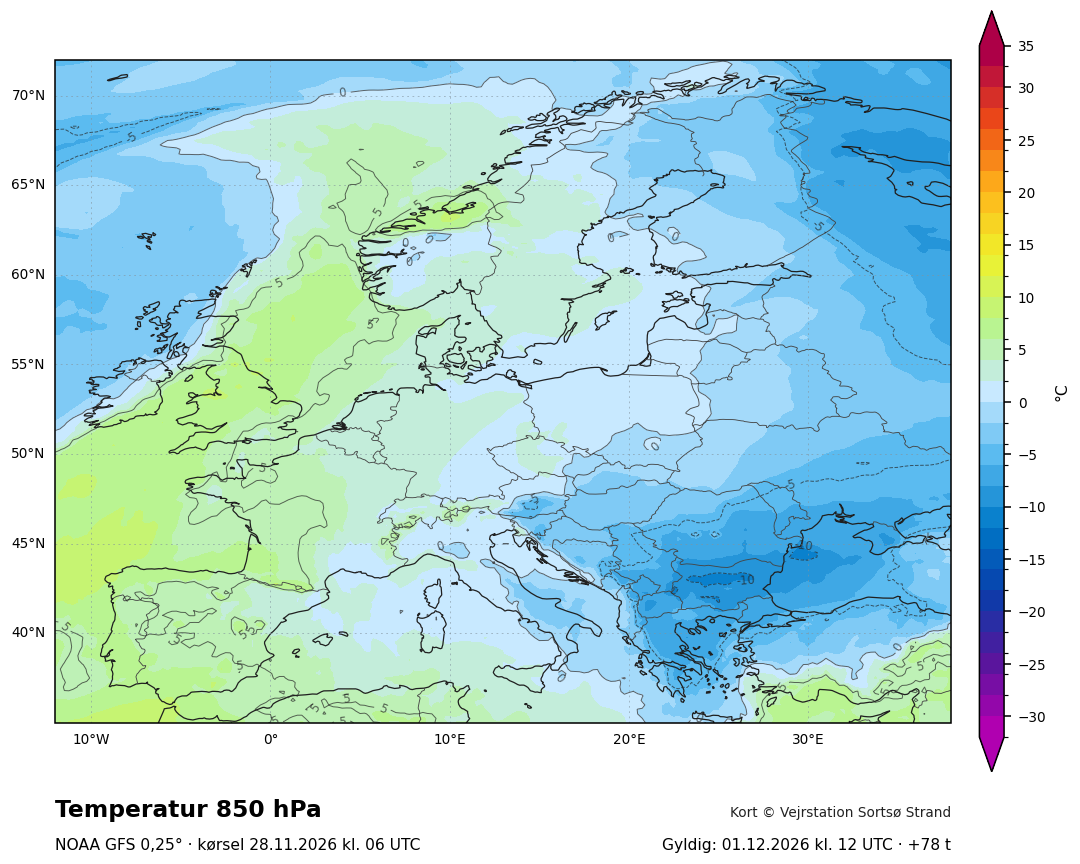 70°N
65°N
60°N
55°N
50°N
45°N
40°N
10°W
0°
10°E
20°E
30°E
35
30
25
20
15
10
5
0
−5
−10
−15
−20
−25
−30
°C
Temperatur 850 hPa
Kort © Vejrstation Sortsø Strand
NOAA GFS 0,25° · kørsel 28.11.2026 kl. 06 UTC
Gyldig: 01.12.2026 kl. 12 UTC · +78 t